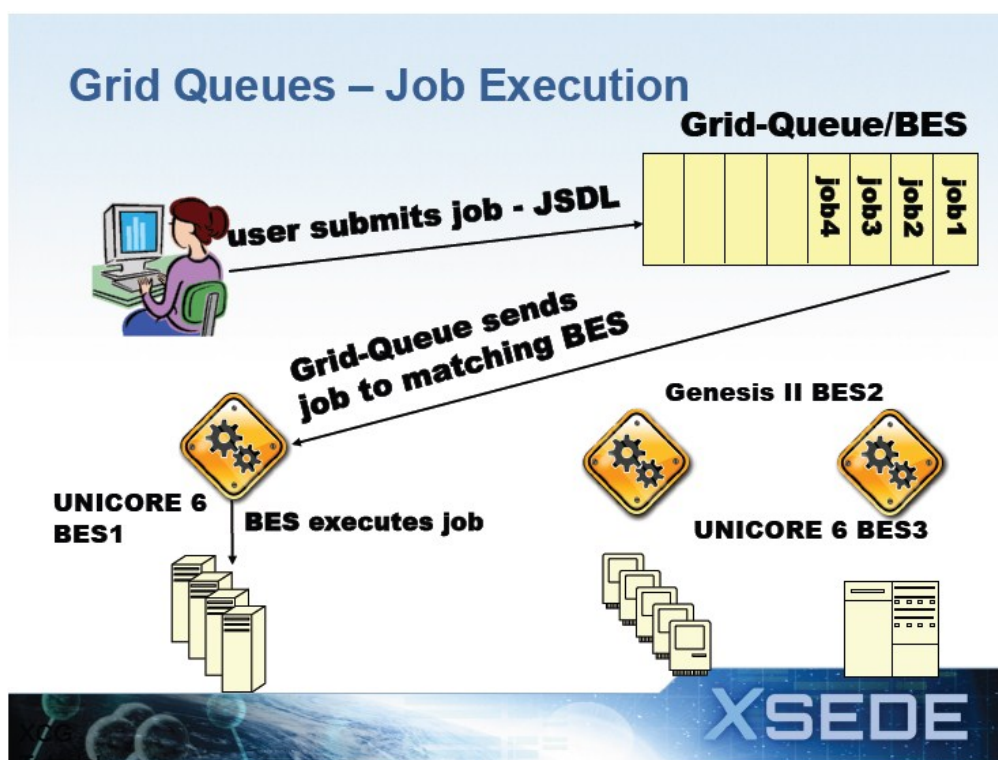 Grid Queues – Job Execution
Grid-Queue/BES
job4
job3
job2
job1
user submits job - JSDL
Grid-Queue sends
job to matching BES
Genesis II BES2
UNICORE 6
BES1
BES executes job
UNICORE 6 BES3
XSEDE
XCG